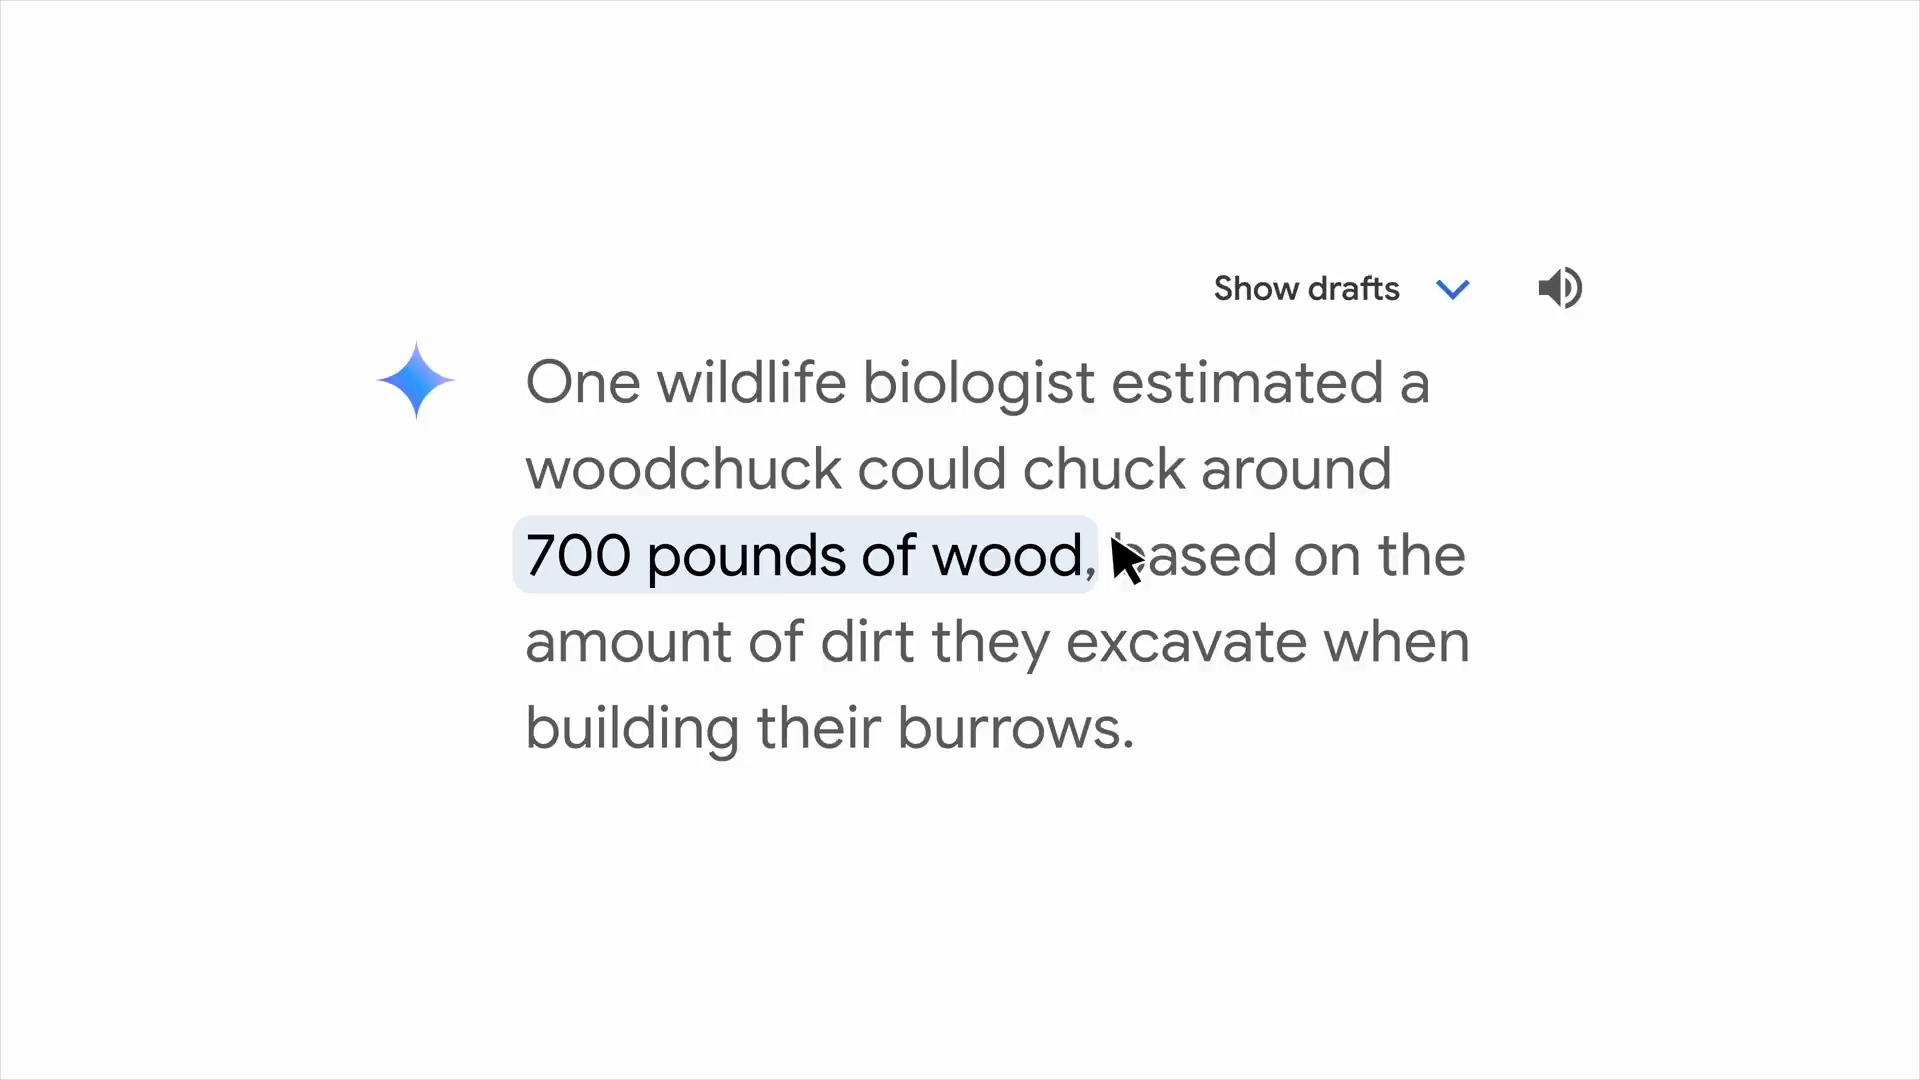 Show drafts
One wildlife biologist estimated a
woodchuck could chuck around
700 pounds of wood, based on the
amount of dirt they excavate when
building their burrows.